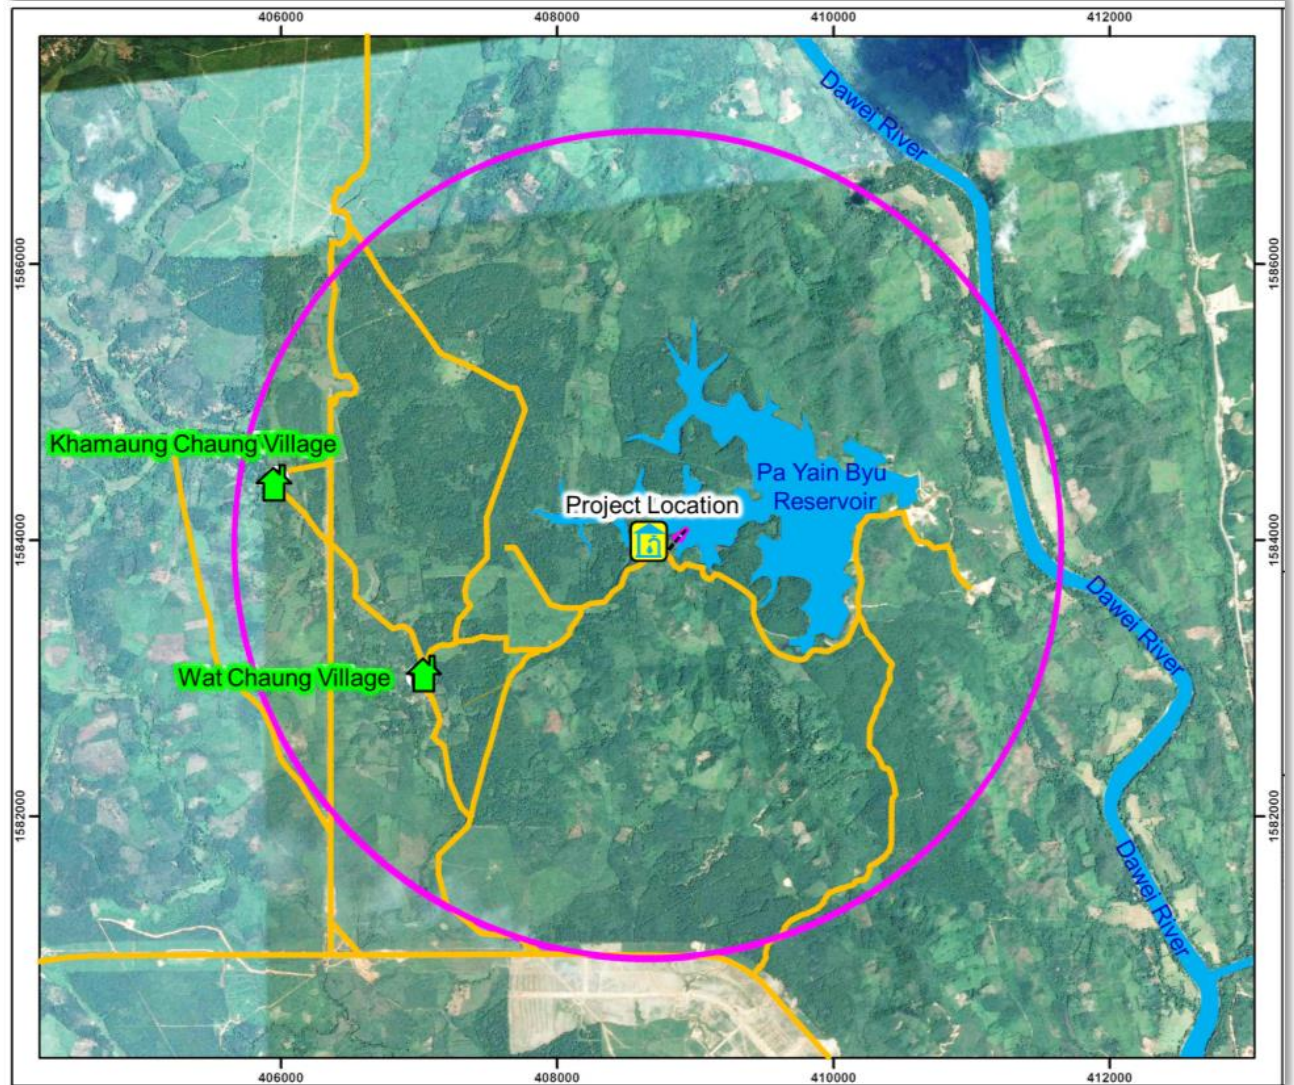 406000
408000
410000
412000
Dawei River
1586000
1586000
Khamaung Chaung Village
Pa Yain Byu
Reservoir
Project Location
1584000
1584000
Dawei River
Wat Chaung Village
1582000
1582000
Dawei River
406000
408000
410000
412000